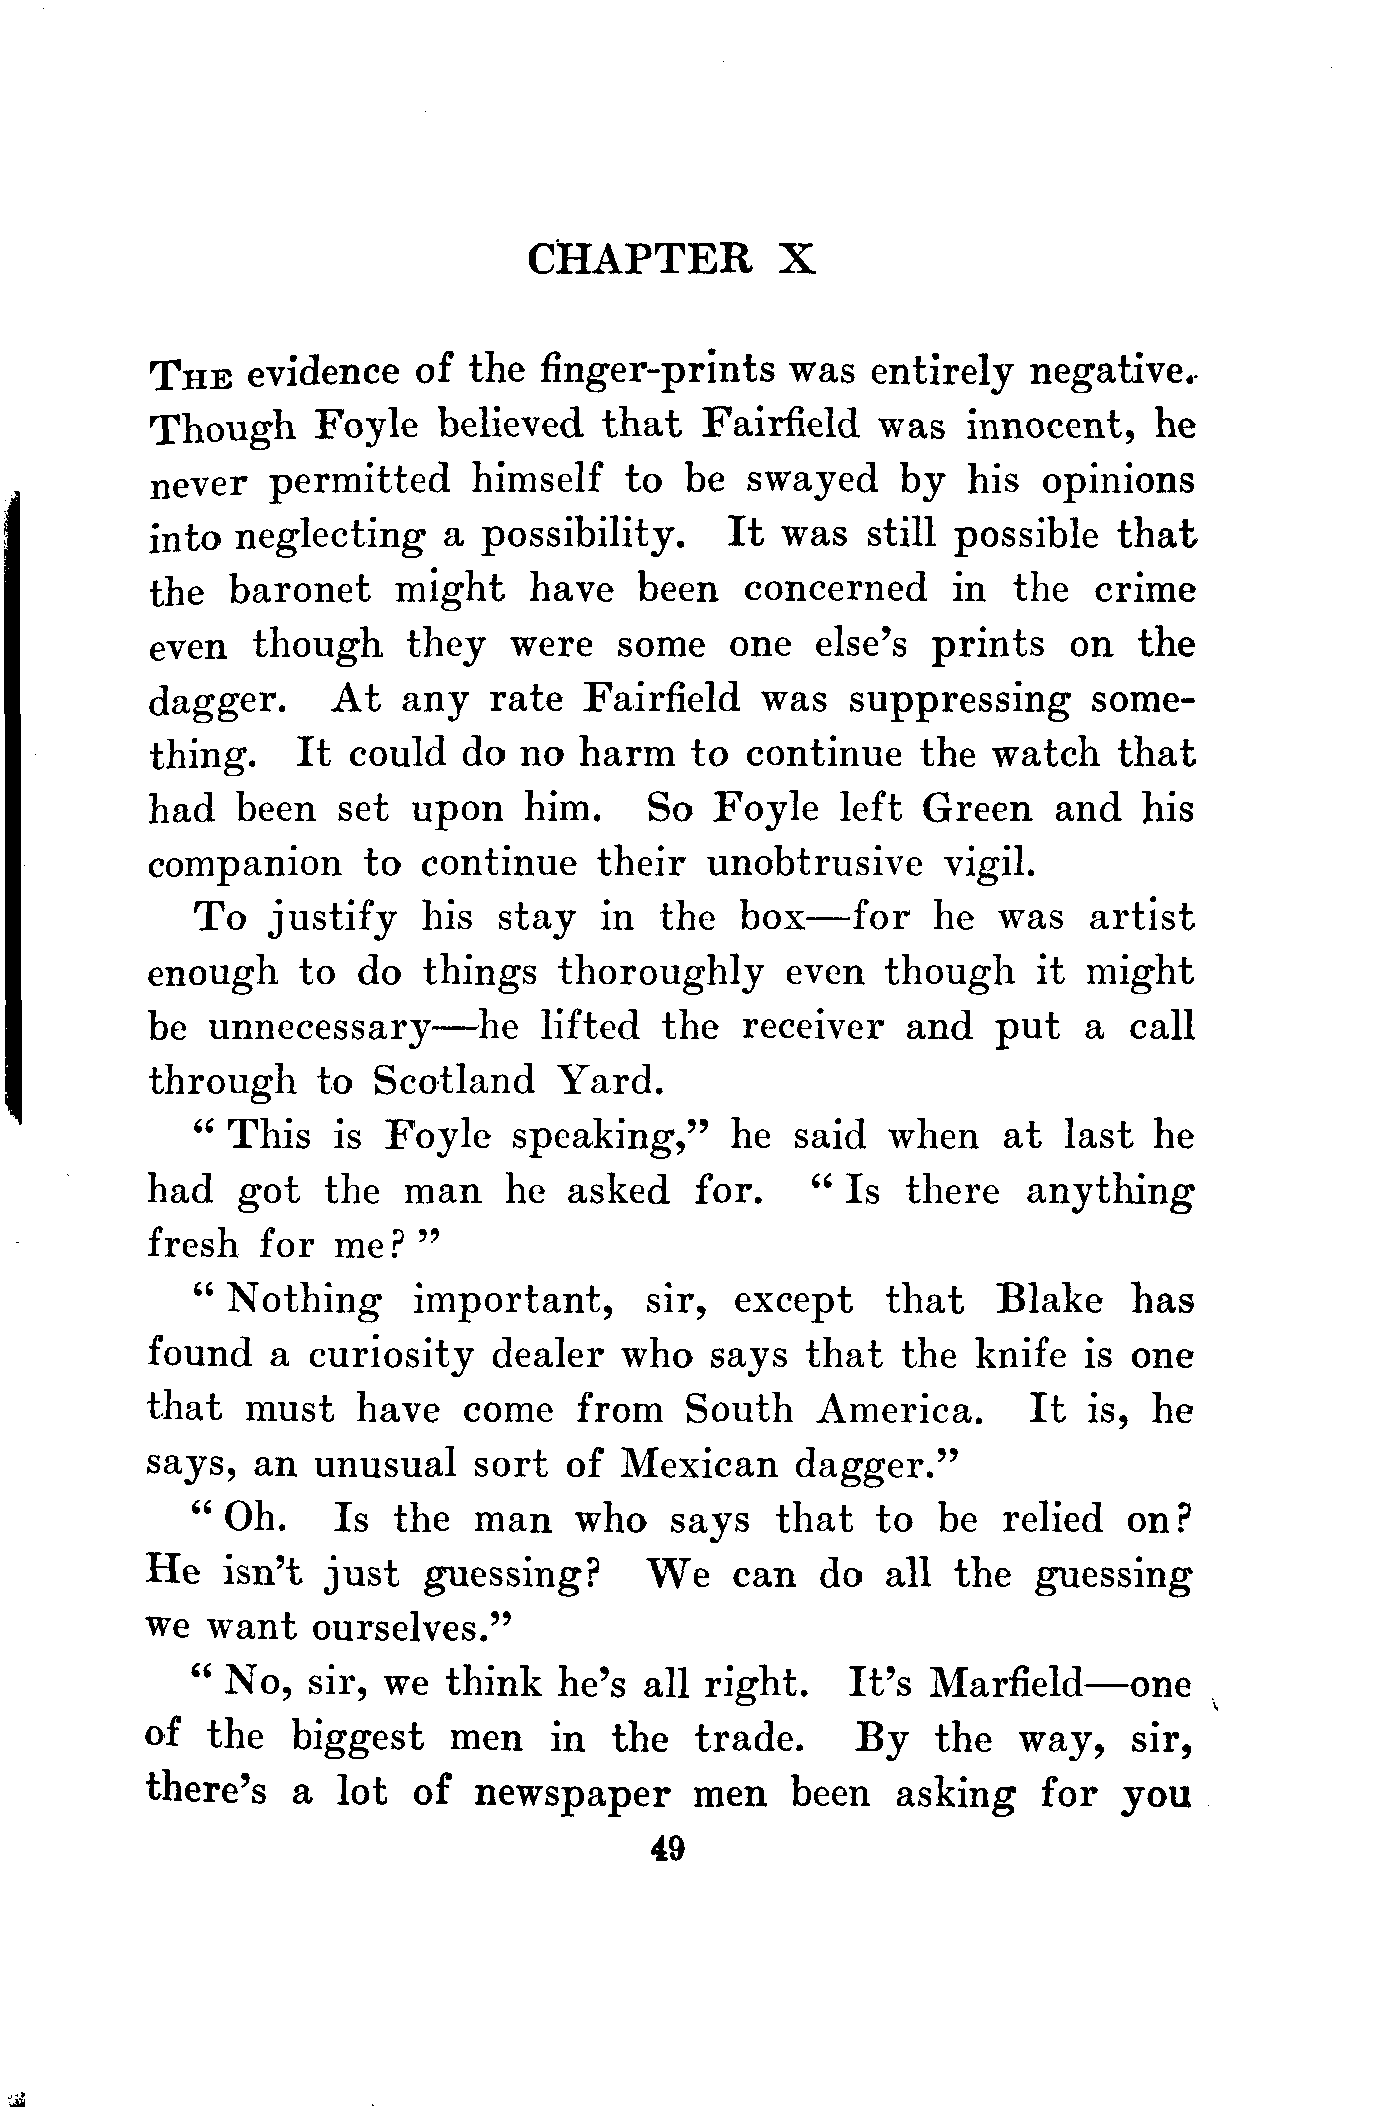 CHAPTER X
THE evidence of the finger-prints was entirely negative.
Though Foyle believed that Fairfield was innocent, he
never permitted himself to be swayed by his opinions
into neglecting a possibility. It was still possible that
the baronet might have been concerned in the crime
even though they were some one else's prints on the
dagger. At any rate Fairfield was suppressing some-
thing. It could do no harm to continue the watch that
had been set upon him. So Foyle left Green and his
companion to continue their unobtrusive vigil.
To justify his stay in the box—for he was artist
enough to do things thoroughly even though it might
be unnecessary—he lifted the receiver and put a call
through to Scotland Yard.
“ This is Foyle speaking,” he said when at last he
had got the man he asked for. “ Is there anything
fresh for me? ”
“ Nothing important, sir, except that Blake has
found a curiosity dealer who says that the knife is one
that must have come from South America. It is, he
says, an unusual sort of Mexican dagger.”
“ Oh. Is the man who says that to be relied on?
He isn't just guessing? We can do all the guessing
we want ourselves.”
“ No, sir, we think he's all right. It's Marfield—one
of the biggest men in the trade. By the way, sir,
there's a lot of newspaper men been asking for you
49